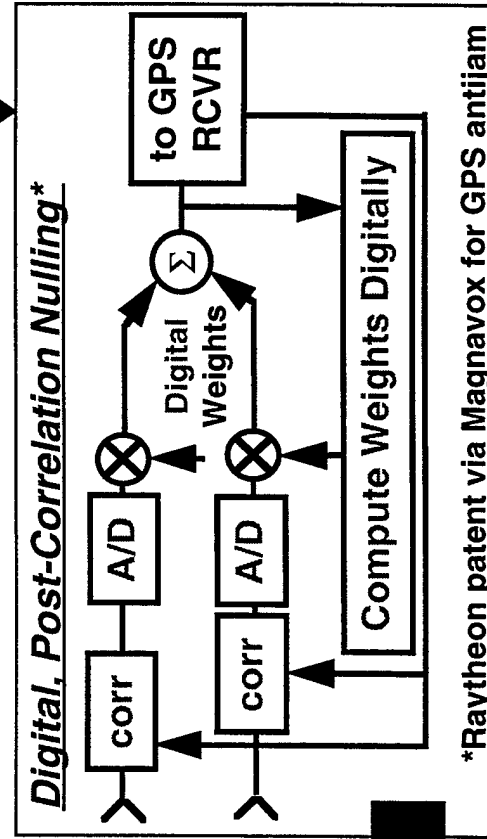 Digital, Post-Correlation Nulling*
corr
A/D
corr
A/D
Digital
Weights
Σ
to GPS
RCVR
Compute Weights Digitally
*Raytheon patent via Magnavox for GPS antijam